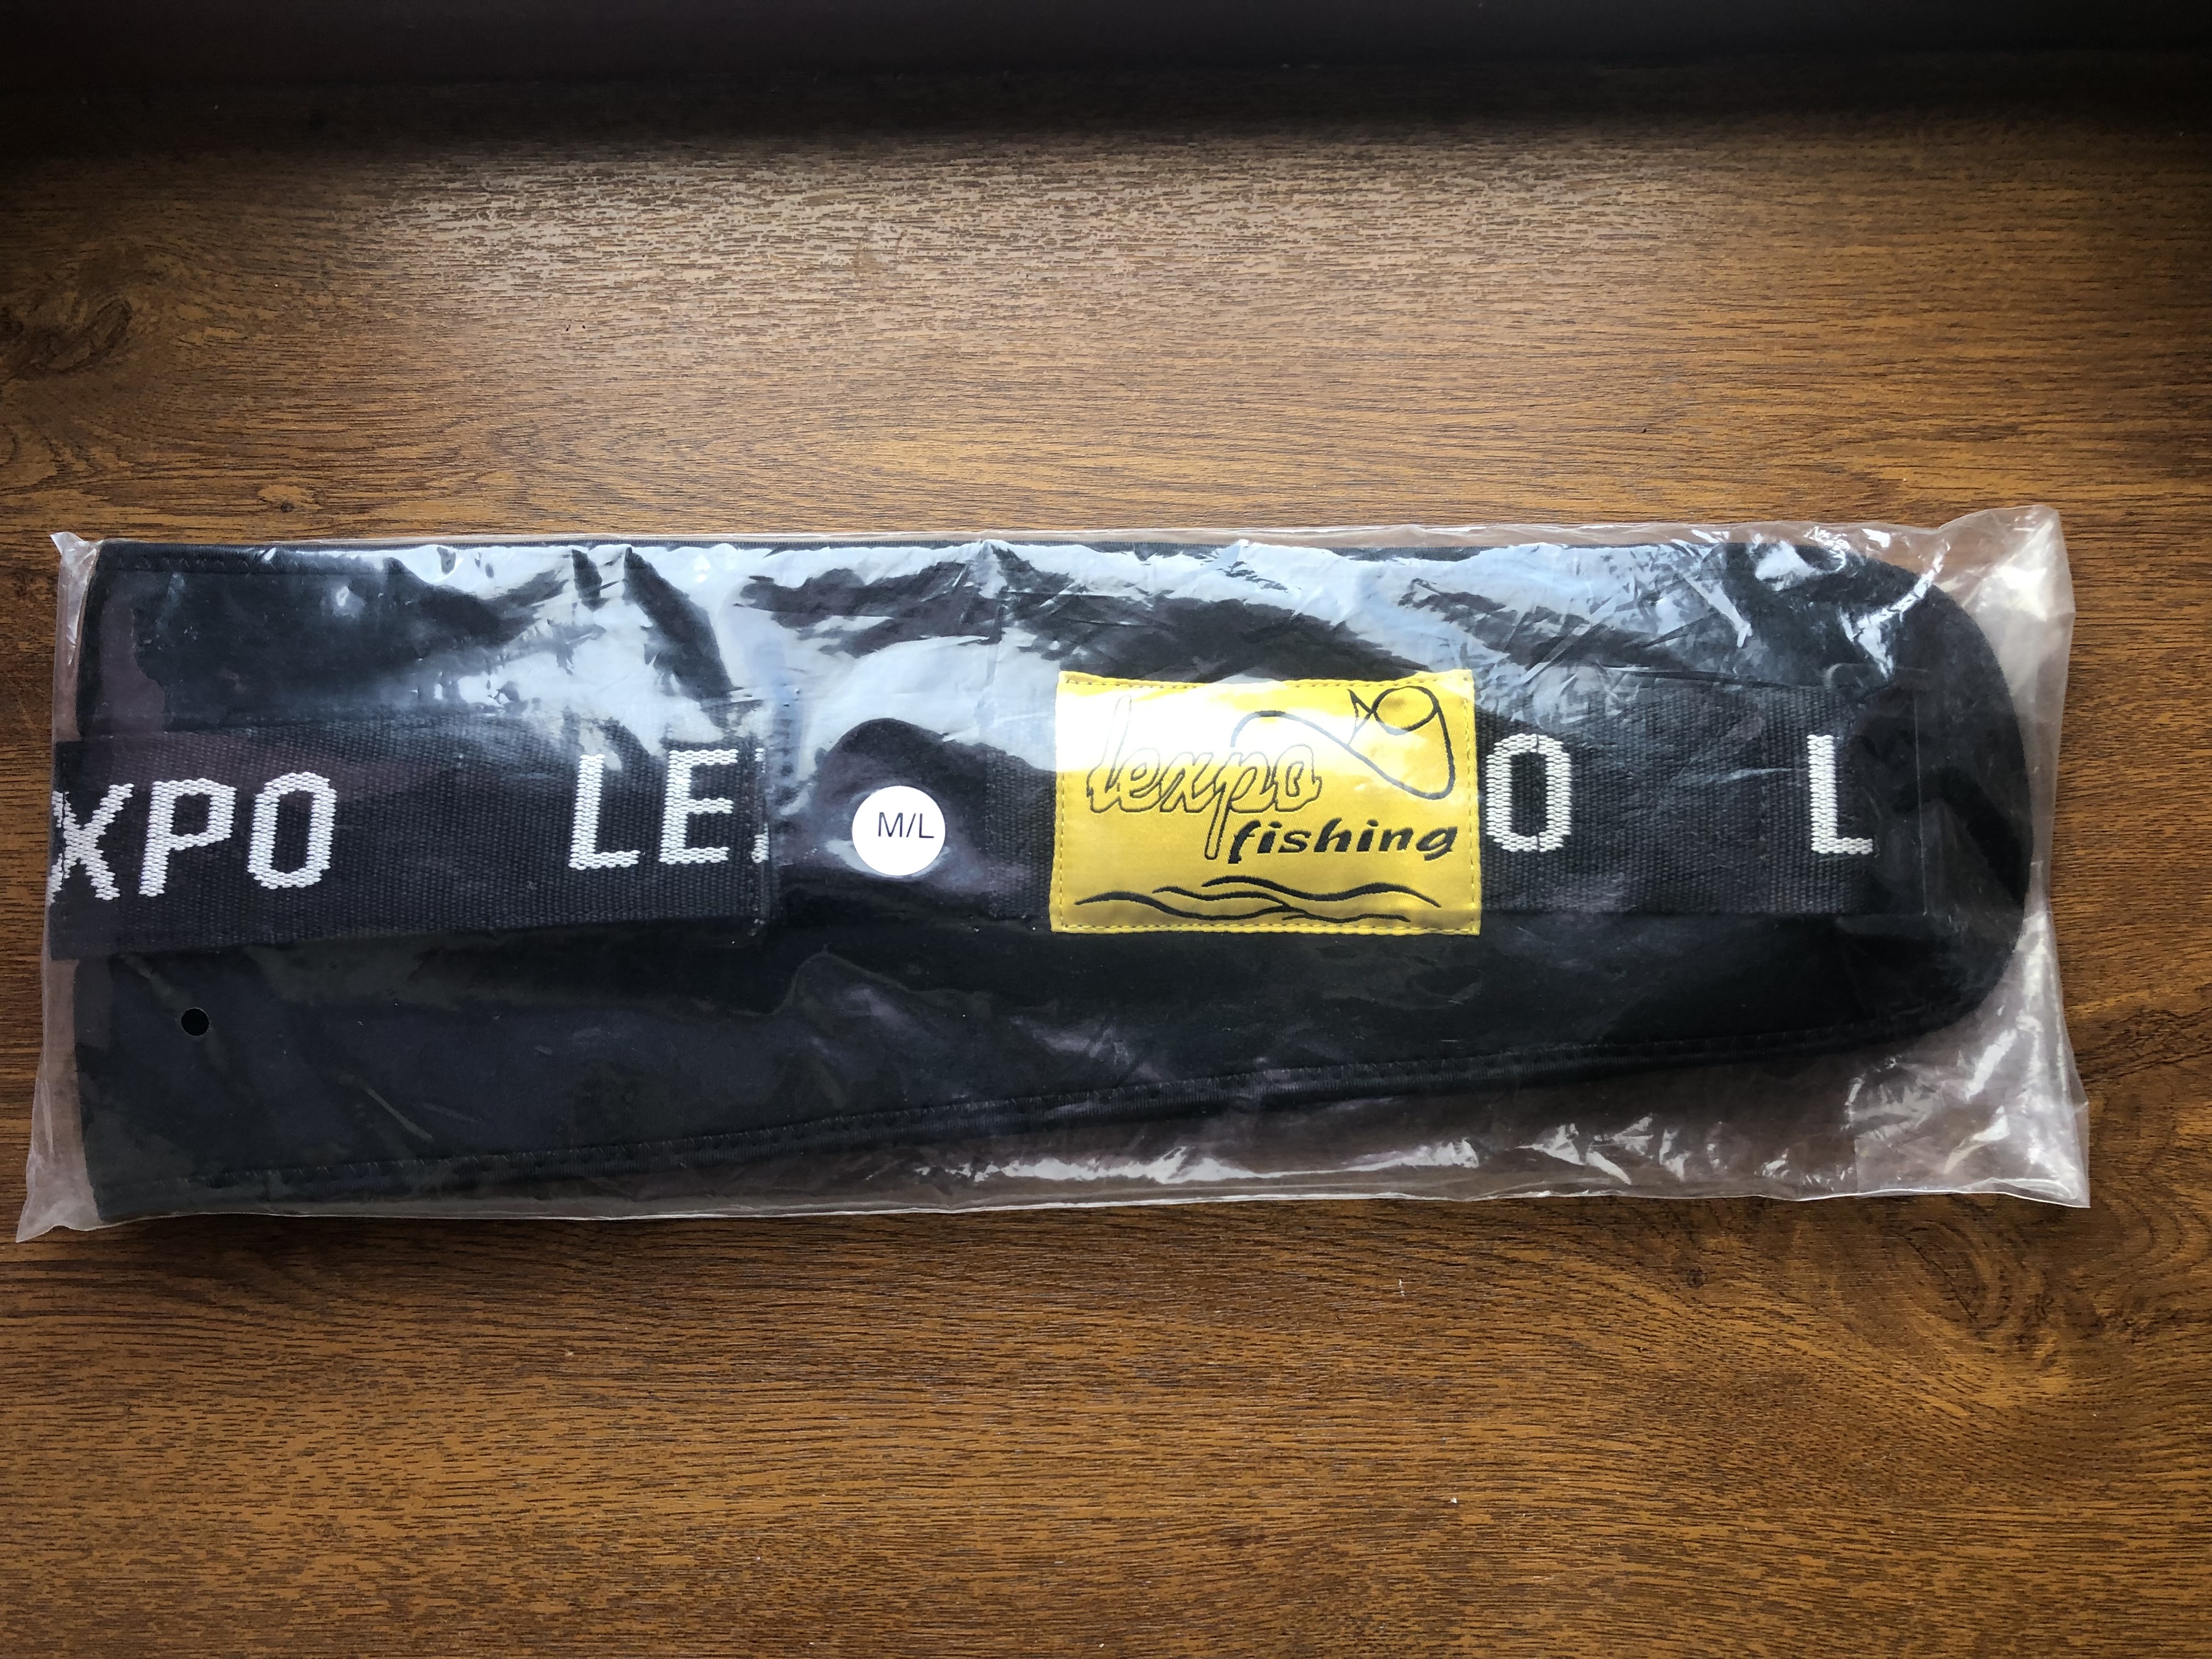 XPO LE
M/L
lexpo
fishing
O L